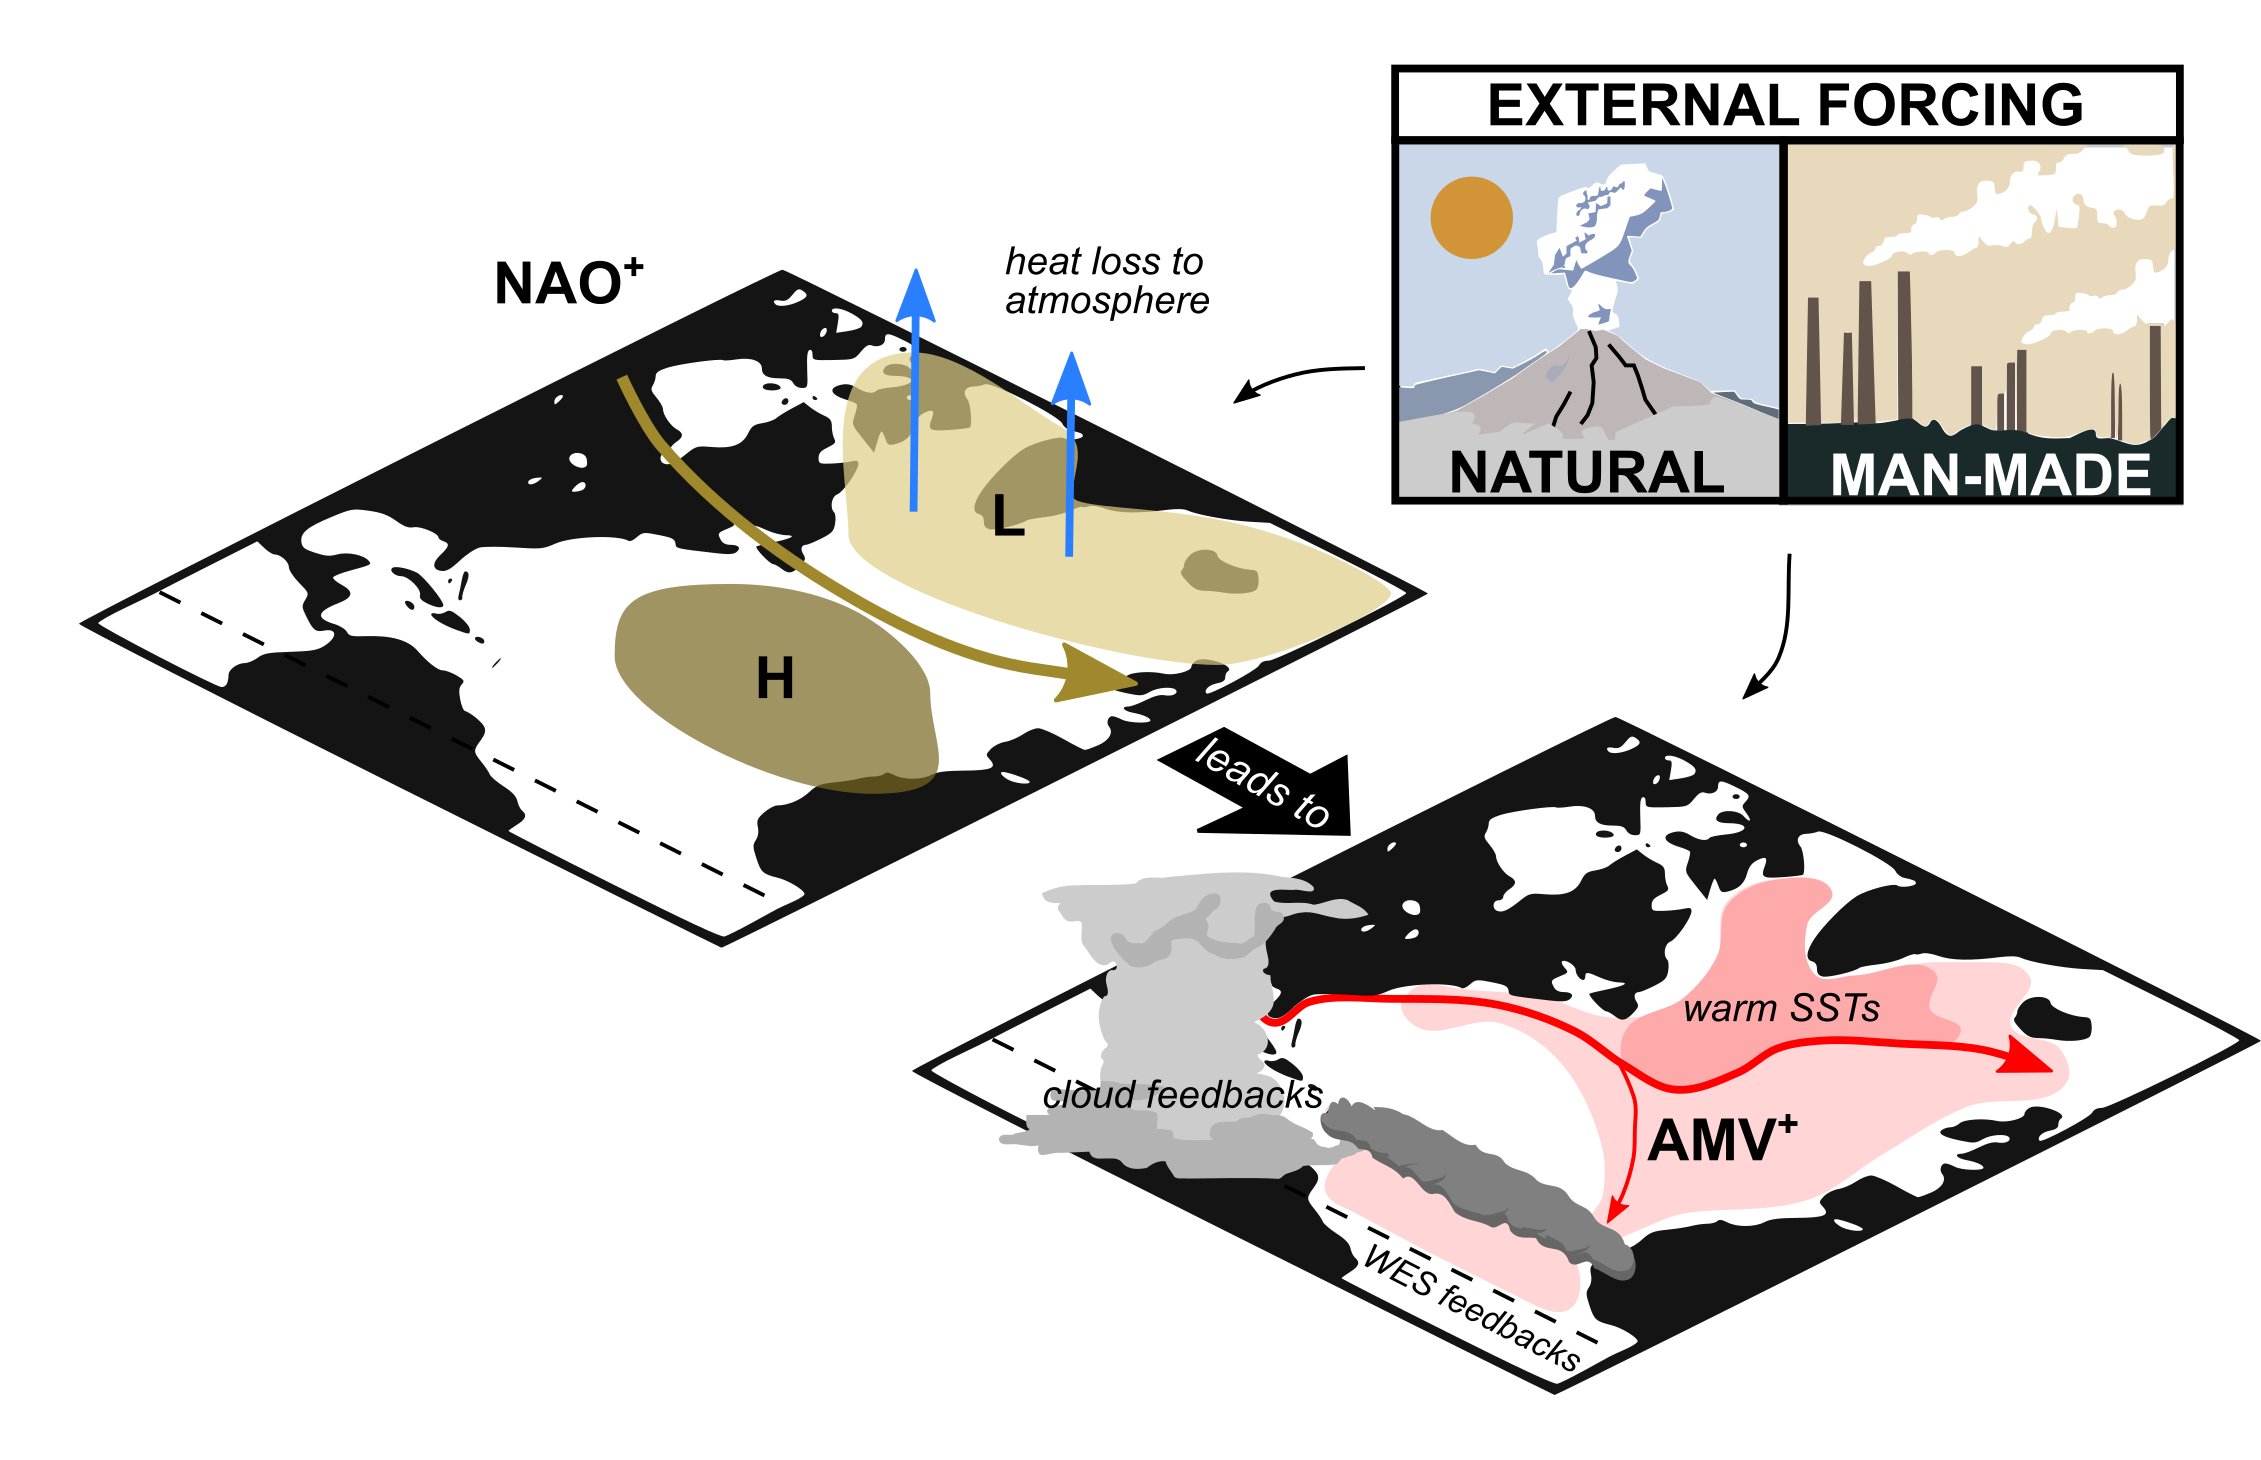 EXTERNAL FORCING
NATURAL
MAN-MADE
NAO+
heat loss to
atmosphere
L
H
leads to
warm SSTs
cloud feedbacks
AMV+
WES feedbacks